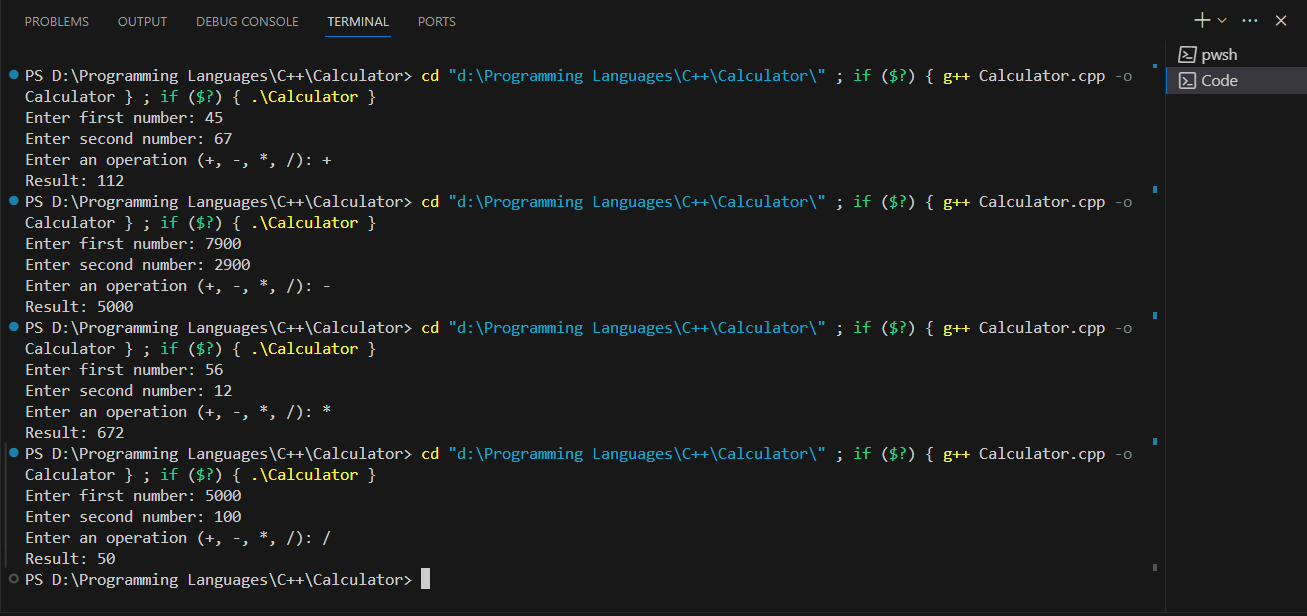 PROBLEMS OUTPUT DEBUG CONSOLE TERMINAL PORTS
PS D:\Programming Languages\C++\Calculator> cd "d:\Programming Languages\C++\Calculator\" ; if ($?) { g++ Calculator.cpp -o
Calculator } ; if ($?) { .\Calculator }
Enter first number: 45
Enter second number: 67
Enter an operation (+, -, *, /): +
Result: 112
PS D:\Programming Languages\C++\Calculator> cd "d:\Programming Languages\C++\Calculator\" ; if ($?) { g++ Calculator.cpp -o
Calculator } ; if ($?) { .\Calculator }
Enter first number: 7900
Enter second number: 2900
Enter an operation (+, -, *, /): -
Result: 5000
PS D:\Programming Languages\C++\Calculator> cd "d:\Programming Languages\C++\Calculator\" ; if ($?) { g++ Calculator.cpp -o
Calculator } ; if ($?) { .\Calculator }
Enter first number: 56
Enter second number: 12
Enter an operation (+, -, *, /): *
Result: 672
PS D:\Programming Languages\C++\Calculator> cd "d:\Programming Languages\C++\Calculator\" ; if ($?) { g++ Calculator.cpp -o
Calculator } ; if ($?) { .\Calculator }
Enter first number: 5000
Enter second number: 100
Enter an operation (+, -, *, /): /
Result: 50
PS D:\Programming Languages\C++\Calculator>
pwsh
Code